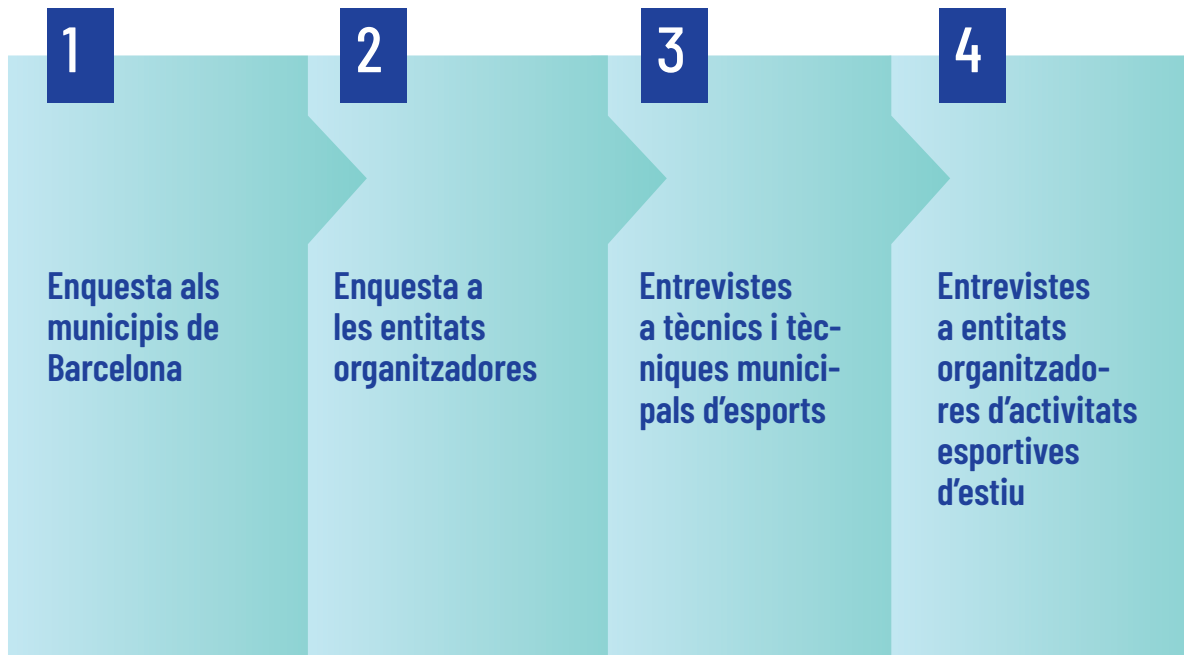 1
Enquesta als
municipis de
Barcelona
2
Enquesta a
les entitats
organitzadores
3
Entrevistes
a tècnics i tèc-
niques munici-
pals d’esports
4
Entrevistes
a entitats
organitzado-
res d’activitats
esportives
d’estiu